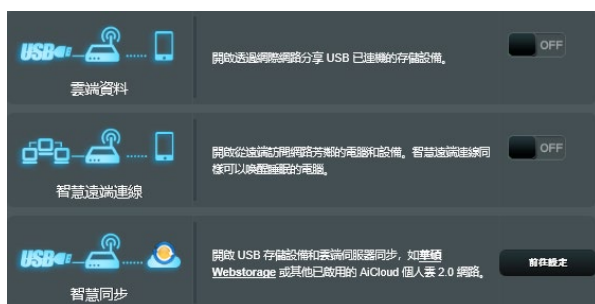 USB
開啟透過網際網路分享 USB 已連機的存儲設備。
OFF
雲端資料
開啟從遠端訪問網路芳鄰的電腦和設備。智慧遠端連線同
樣可以喚醒睡眠的電腦。
OFF
智慧遠端連線
USB
開啟 USB 存儲設備和雲端伺服器同步，如華碩
Webstorage 或其他已啟用的 AiCloud 個人雲 2.0 網路。
前往設定
智慧同步